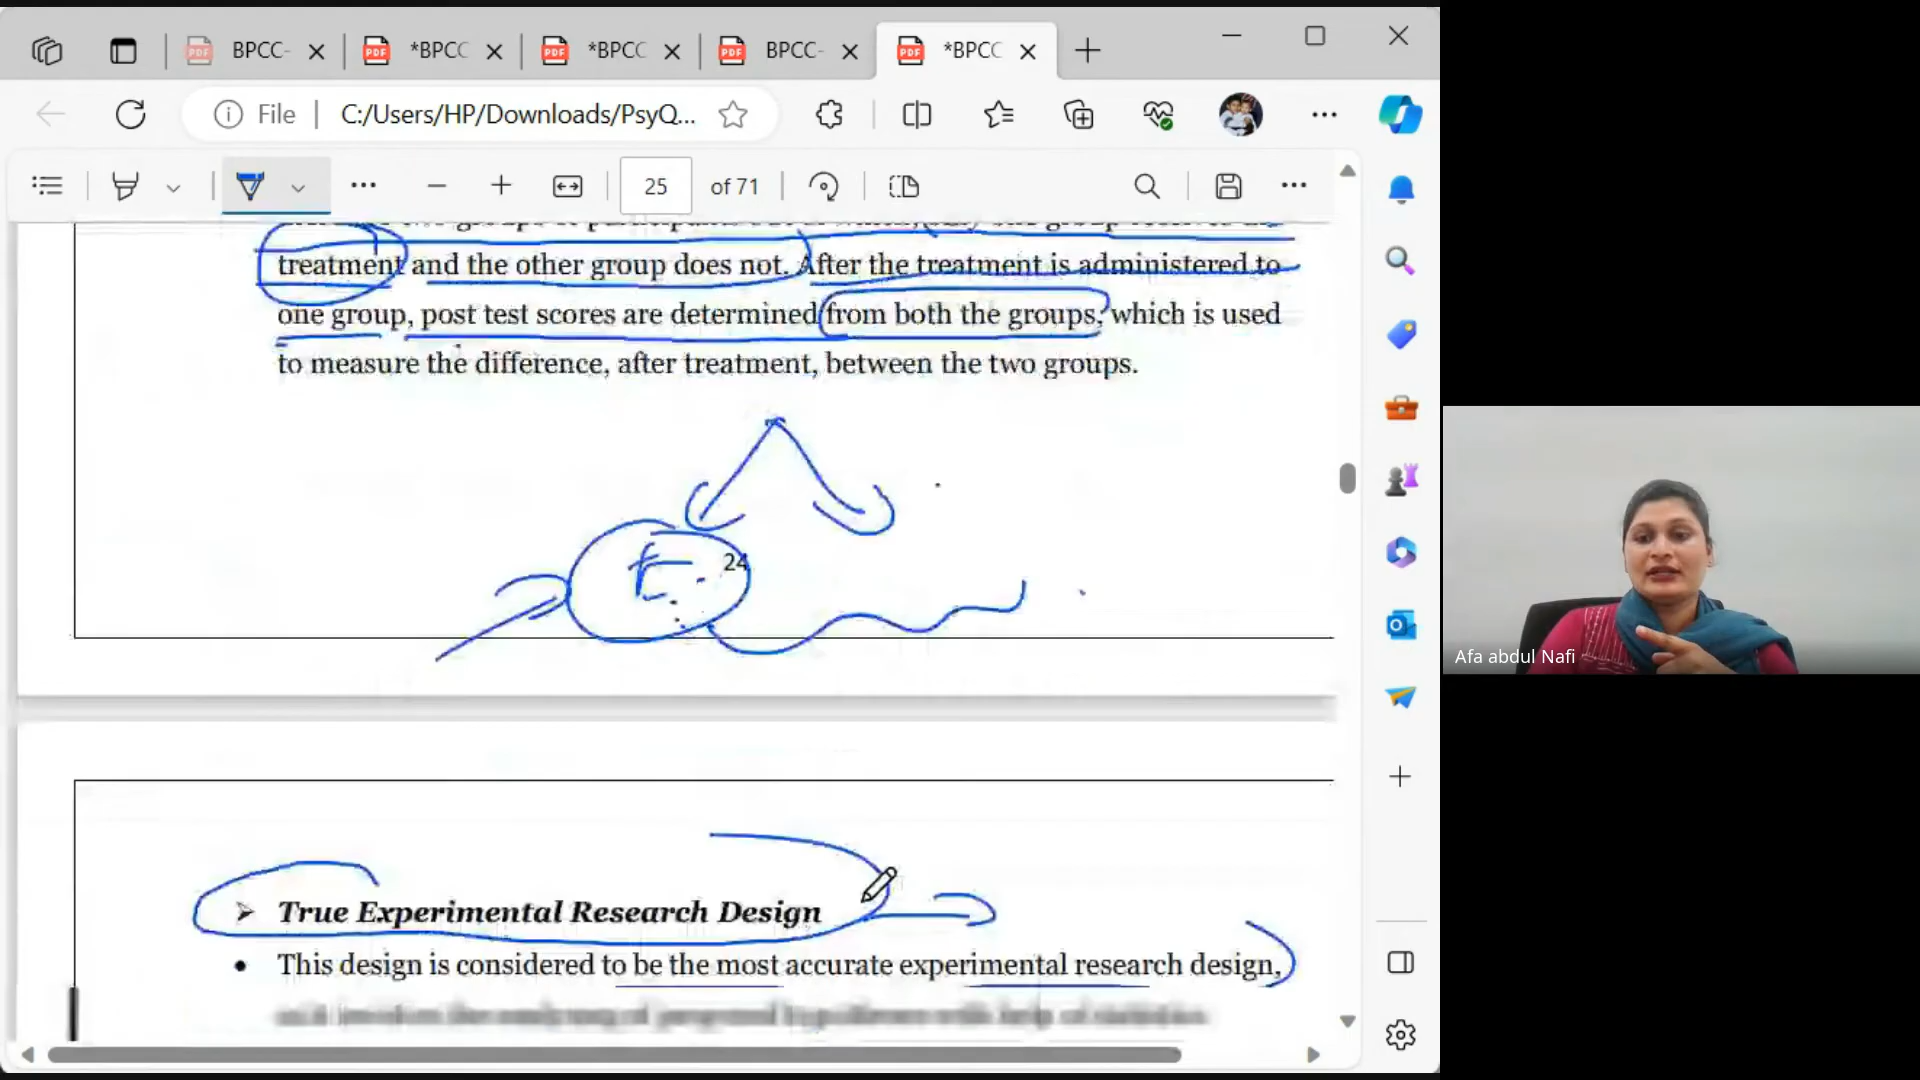 BPCC-
*BPCC
*BPCC
BPCC-
*BPCC
File
C:/Users/HP/Downloads/PsyQ...
25 of 71
treatment and the other group does not. After the treatment is administered to
one group, post test scores are determined from both the groups, which is used
to measure the difference, after treatment, between the two groups.
24
True Experimental Research Design
This design is considered to be the most accurate experimental research design,
Afa abdul Nafi